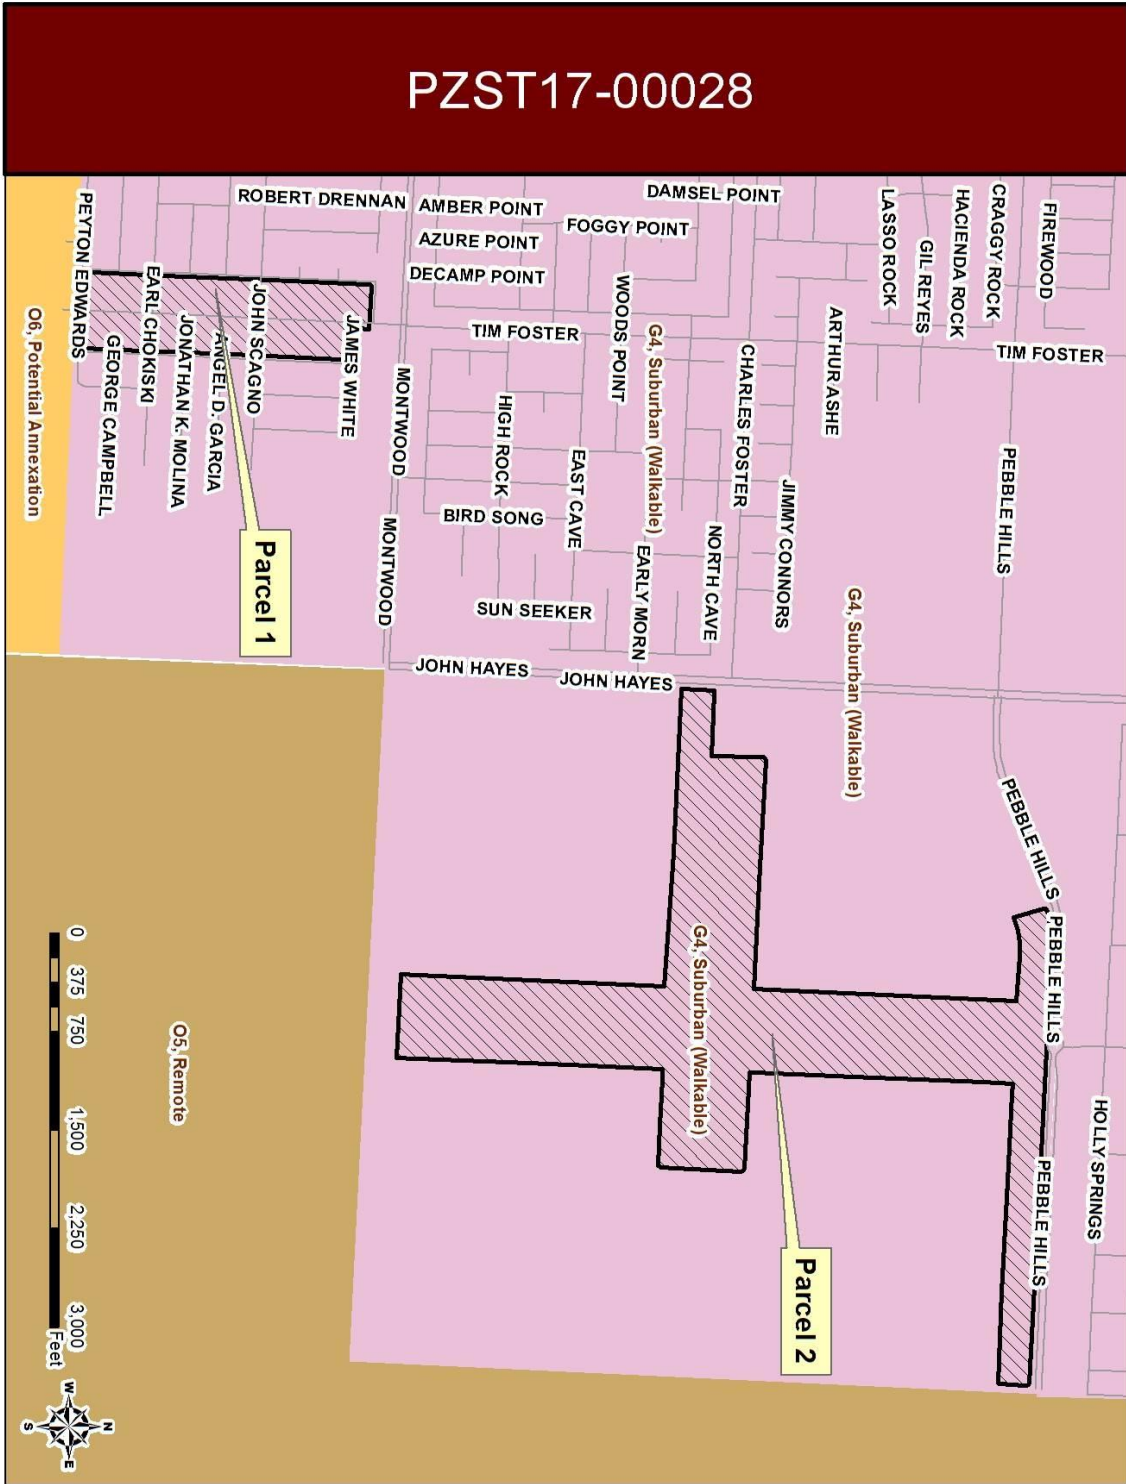 PZST17-00028
ROBERT DRENNAN
AMBER POINT
AZURE POINT
DECAMP POINT
FOGGY POINT
DAMSEL POINT
WOODS POINT
TIM FOSTER
LASSO ROCK
GIL REYES
HACIENDA ROCK
CRAGGY ROCK
FIREWOOD
TIM FOSTER
ARTHUR ASHE
PEYTON EDWARDS
EARL CHOKISKI
GEORGE CAMPBELL
JONATHAN K. MOLINA
ANGEL D. GARCIA
JOHN SCAGNO
JAMES WHITE
MONTWOOD
MONTWOOD
HIGH ROCK
EAST CAVE
BIRD SONG
SUN SEEKER
EARLY MORN
NORTH CAVE
CHARLES FOSTER
JIMMY CONNORS
PEBBLE HILLS
G4, Suburban (Walkable)
G4, Suburban (Walkable)
O6, Potential Annexation
Parcel 1
JOHN HAYES
JOHN HAYES
PEBBLE HILLS
PEBBLE HILLS
PEBBLE HILLS
HOLLY SPRINGS
G4, Suburban (Walkable)
O5, Remote
Parcel 2
0 375 750 1,500 2,250 3,000
Feet
N
W
E
S